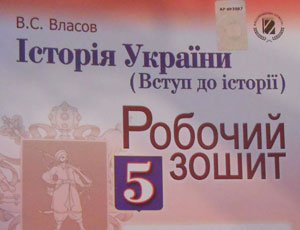 В.С. Власов
Історія України
(Вступ до історії)
Робочий
5 зошит